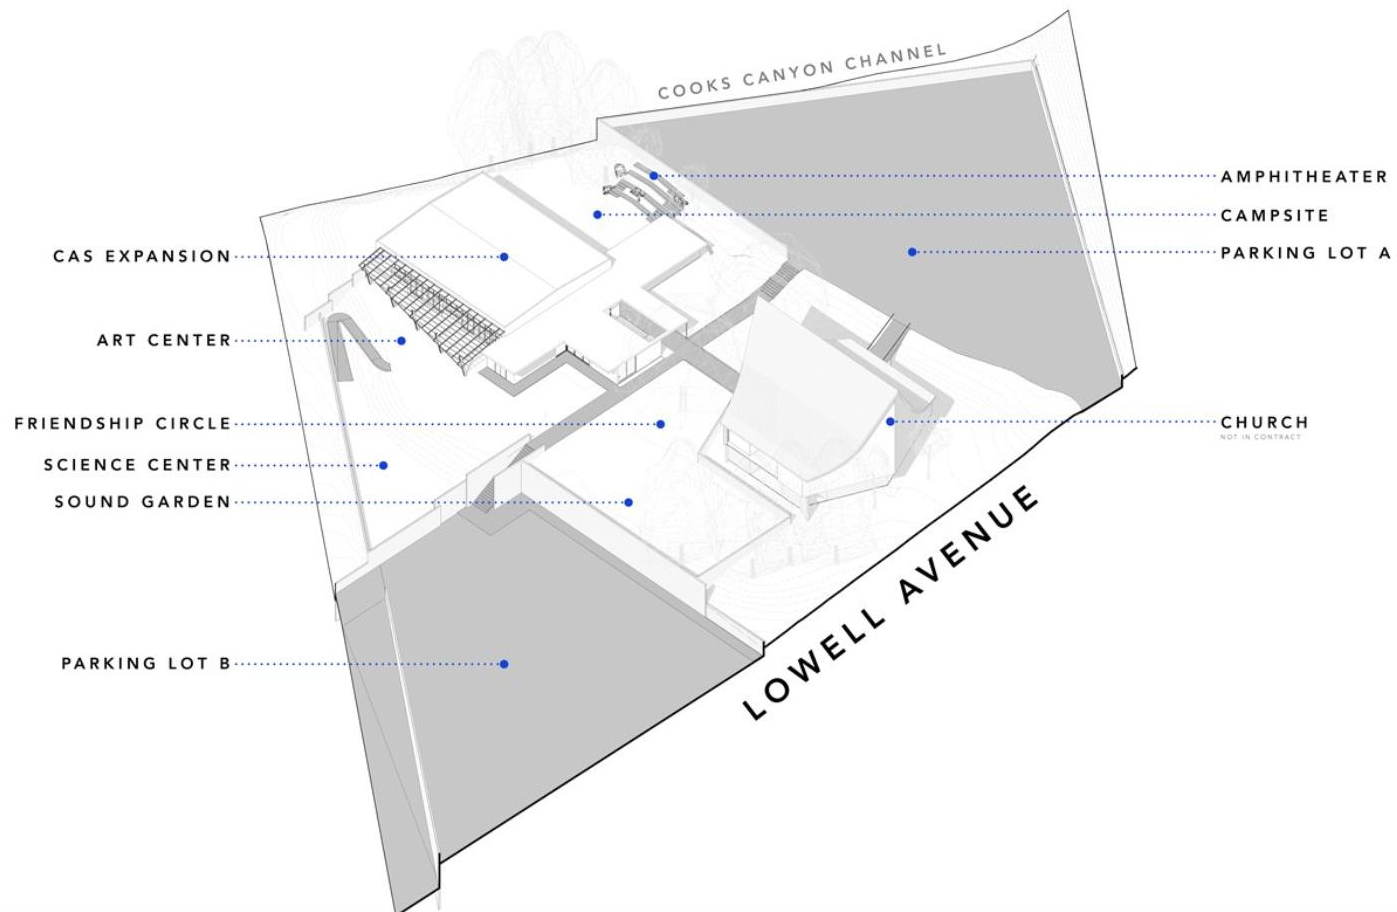 COOKS CANYON CHANNEL
AMPHITHEATER
CAMPSITE
PARKING LOT A
CAS EXPANSION
ART CENTER
FRIENDSHIP CIRCLE
CHURCH
NOT IN CONTRACT
SCIENCE CENTER
SOUND GARDEN
LOWELL AVENUE
PARKING LOT B